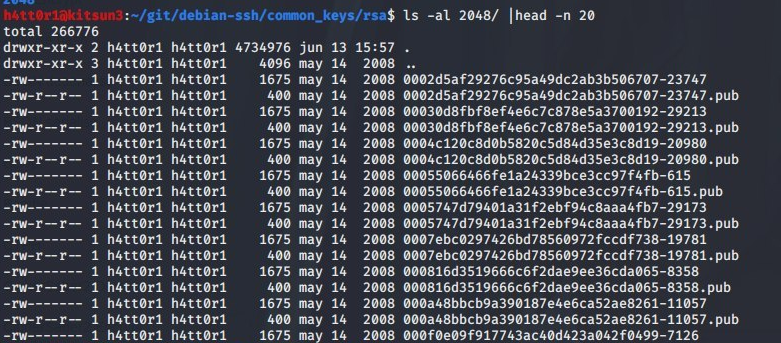 2048
h4tt0r1@kitsun3:~/git/debian-ssh/common_keys/rsa$ ls -al 2048/ |head -n 20
total 266776
drwxr-xr-x 2 h4tt0r1 h4tt0r1 4734976 jun 13 15:57 .
drwxr-xr-x 3 h4tt0r1 h4tt0r1    4096 may 14  2008 ..
-rw------- 1 h4tt0r1 h4tt0r1    1675 may 14  2008 0002d5af29276c95a49dc2ab3b506707-23747
-rw-r--r-- 1 h4tt0r1 h4tt0r1     400 may 14  2008 0002d5af29276c95a49dc2ab3b506707-23747.pub
-rw------- 1 h4tt0r1 h4tt0r1    1675 may 14  2008 00030d8fbf8ef4e6c7c878e5a3700192-29213
-rw-r--r-- 1 h4tt0r1 h4tt0r1     400 may 14  2008 00030d8fbf8ef4e6c7c878e5a3700192-29213.pub
-rw------- 1 h4tt0r1 h4tt0r1    1675 may 14  2008 0004c120c8d0b5820c5d84d35e3c8d19-20980
-rw-r--r-- 1 h4tt0r1 h4tt0r1     400 may 14  2008 0004c120c8d0b5820c5d84d35e3c8d19-20980.pub
-rw------- 1 h4tt0r1 h4tt0r1    1675 may 14  2008 00055066466fe1a24339bce3cc97f4fb-615
-rw-r--r-- 1 h4tt0r1 h4tt0r1     400 may 14  2008 00055066466fe1a24339bce3cc97f4fb-615.pub
-rw------- 1 h4tt0r1 h4tt0r1    1675 may 14  2008 0005747d79401a31f2ebf94c8aaa4fb7-29173
-rw-r--r-- 1 h4tt0r1 h4tt0r1     400 may 14  2008 0005747d79401a31f2ebf94c8aaa4fb7-29173.pub
-rw------- 1 h4tt0r1 h4tt0r1    1675 may 14  2008 0007ebc0297426bd78560972fccdf738-19781
-rw-r--r-- 1 h4tt0r1 h4tt0r1     400 may 14  2008 0007ebc0297426bd78560972fccdf738-19781.pub
-rw------- 1 h4tt0r1 h4tt0r1    1675 may 14  2008 000816d3519666c6f2dae9ee36cda065-8358
-rw-r--r-- 1 h4tt0r1 h4tt0r1     400 may 14  2008 000816d3519666c6f2dae9ee36cda065-8358.pub
-rw------- 1 h4tt0r1 h4tt0r1    1675 may 14  2008 000a48bbcb9a390187e4e6ca52ae8261-11057
-rw-r--r-- 1 h4tt0r1 h4tt0r1     400 may 14  2008 000a48bbcb9a390187e4e6ca52ae8261-11057.pub
-rw------- 1 h4tt0r1 h4tt0r1    1675 may 14  2008 000f0e09f917743ac40d423a042f0499-7126